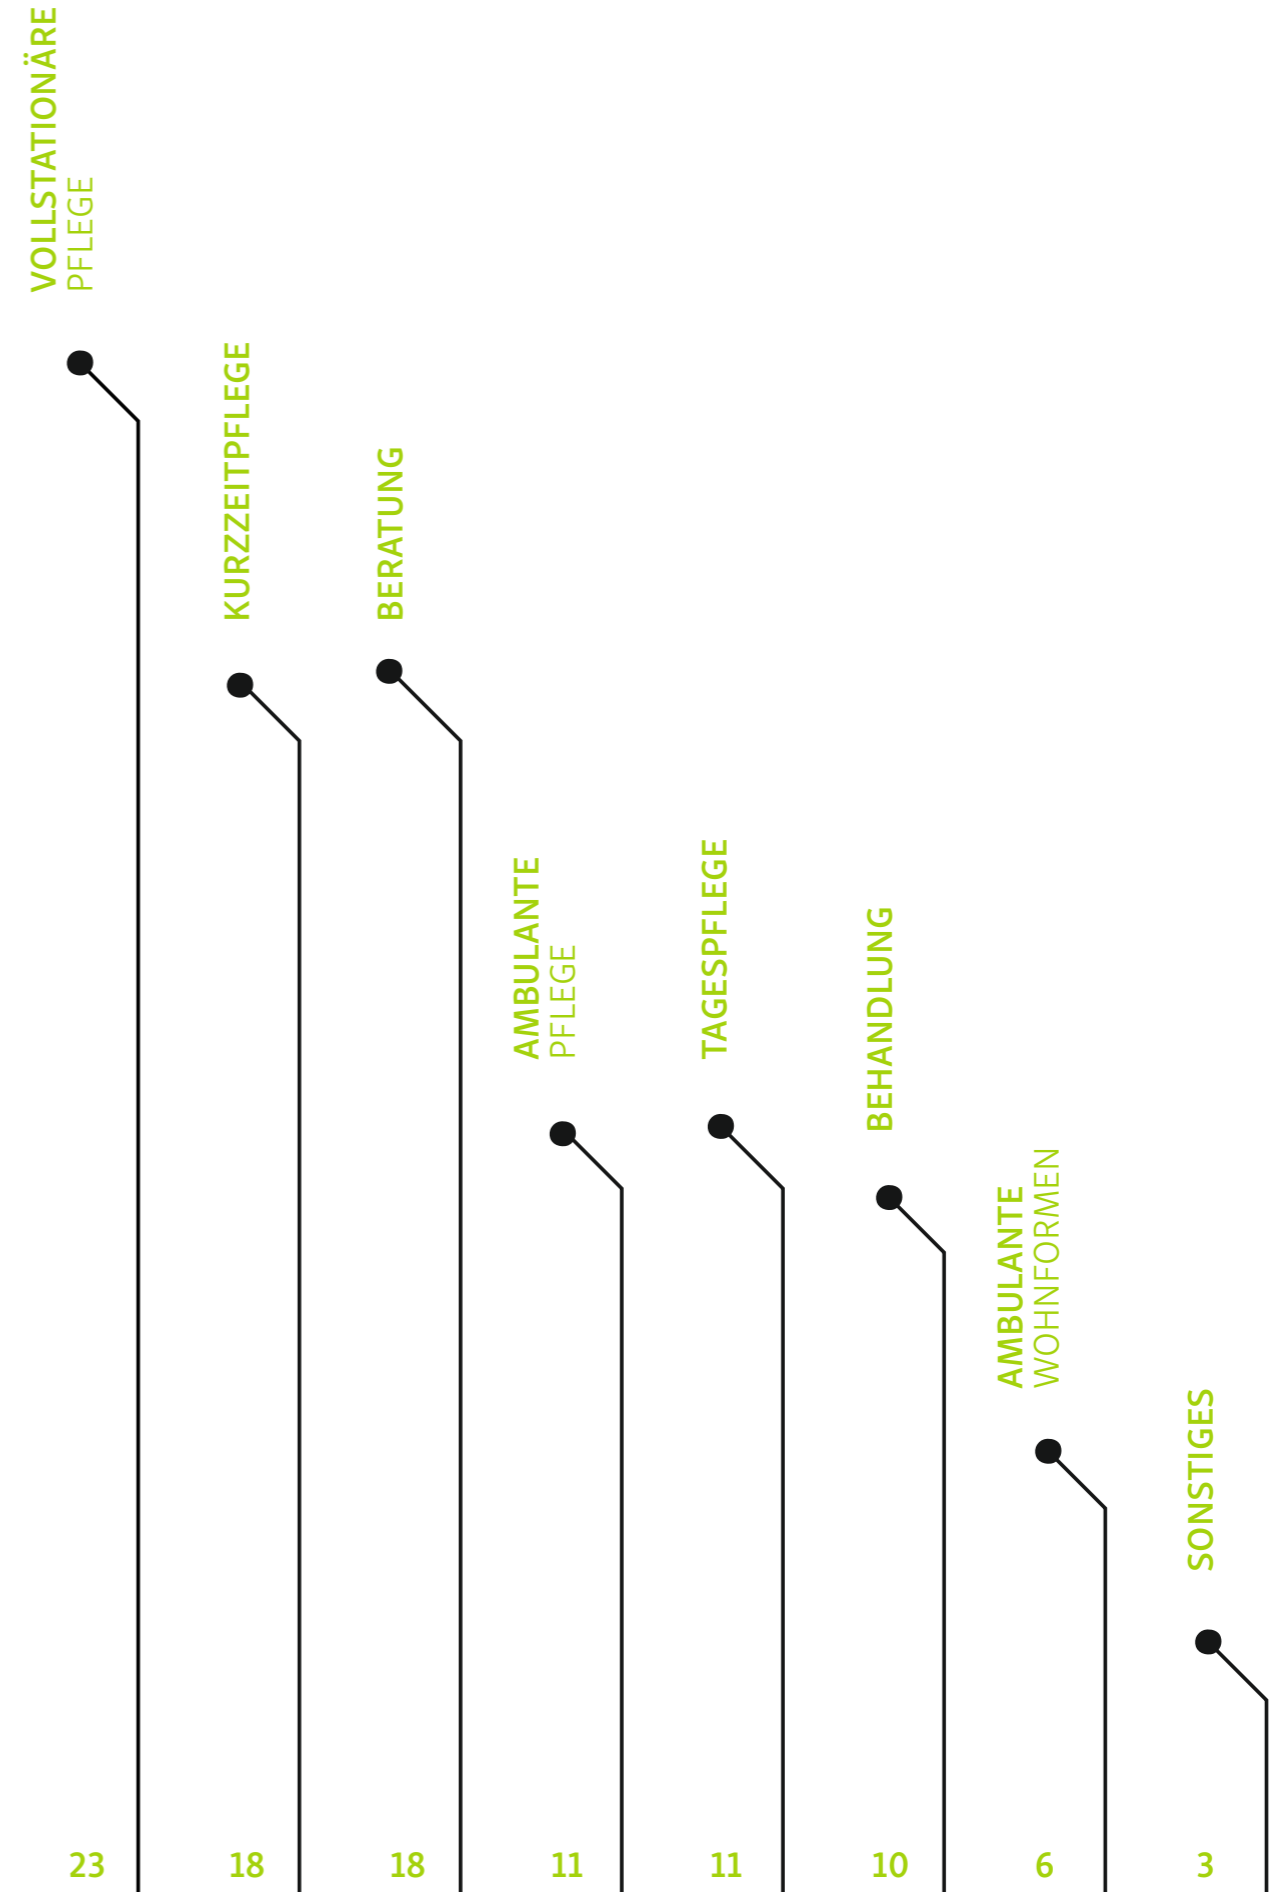 VOLLSTATIONÄRE
PFLEGE
KURZZEITPFLEGE
BERATUNG
AMBULANTE
PFLEGE
TAGESPFLEGE
BEHANDLUNG
AMBULANTE
WOHNFORMEN
SONSTIGES
23
18
18
11
11
10
6
3